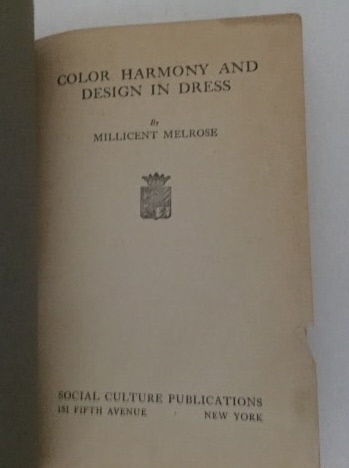 COLOR HARMONY AND
DESIGN IN DRESS
By
MILLICENT MELROSE
SOCIAL CULTURE PUBLICATIONS
151 FIFTH AVENUE NEW YORK